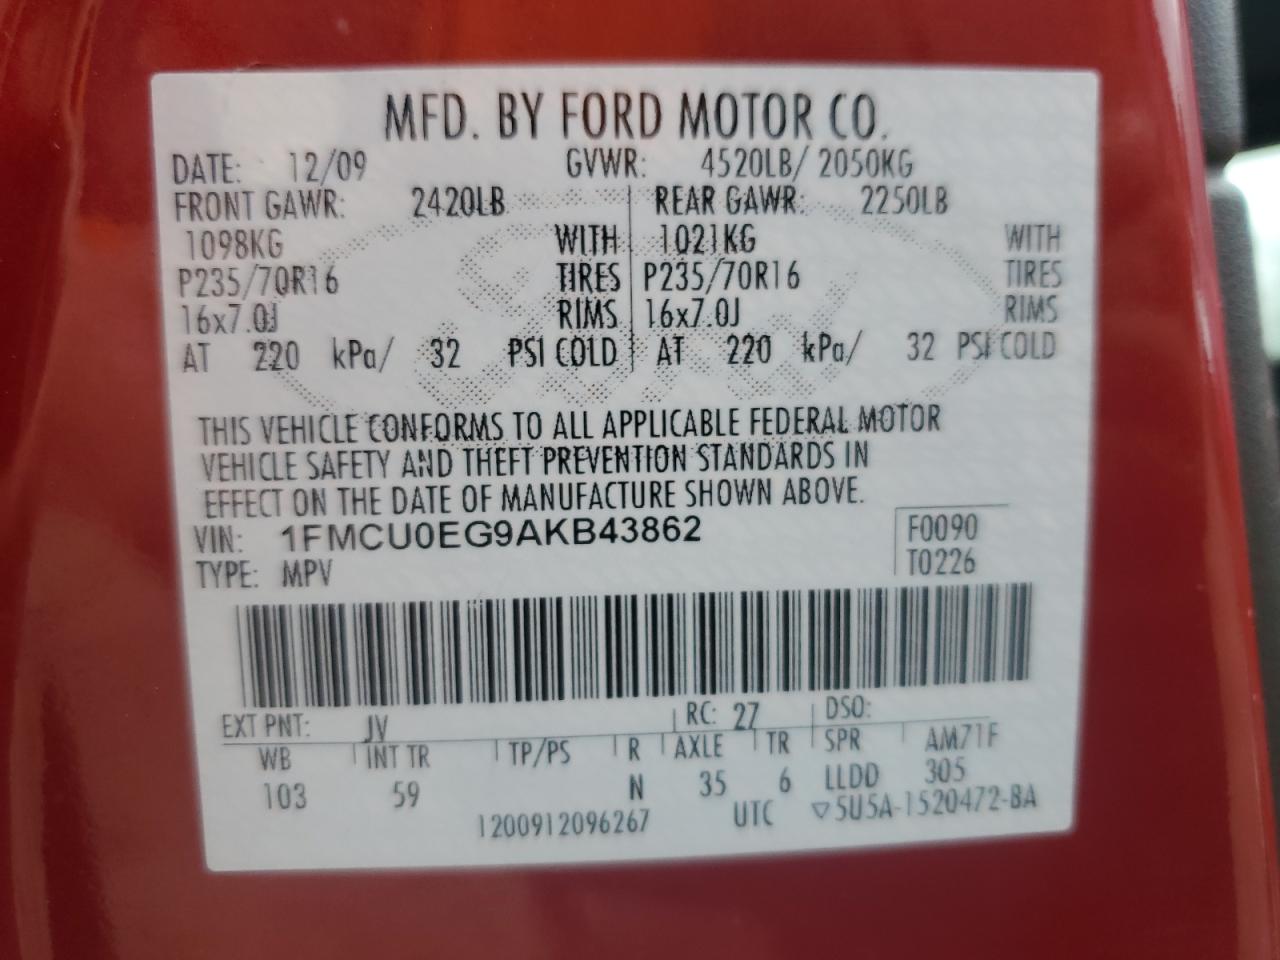 MFD. BY FORD MOTOR CO.
DATE: 12/09 GVWR: 4520LB/ 2050KG
FRONT GAWR: 2420LB REAR GAWR: 2250LB
1098KG WITH 1021KG WITH
P235/70R16 TIRES P235/70R16 TIRES
16x7.0J RIMS 16x7.0J RIMS
AT 220 kPa/ 32 PSI COLD AT 220 kPa/ 32 PSI COLD
THIS VEHICLE CONFORMS TO ALL APPLICABLE FEDERAL MOTOR
VEHICLE SAFETY AND THEFT PREVENTION STANDARDS IN
EFFECT ON THE DATE OF MANUFACTURE SHOWN ABOVE.
VIN: 1FMCU0EG9AKB43862 F0090
TYPE: MPV T0226
EXT PNT: JV RC: 27 DSO:
WB INT TR TP/PS R AXLE TR SPR AM71F
103 59 N 35 6 LLDD 305
1200912096267 UTC ▽5U5A-1520472-BA